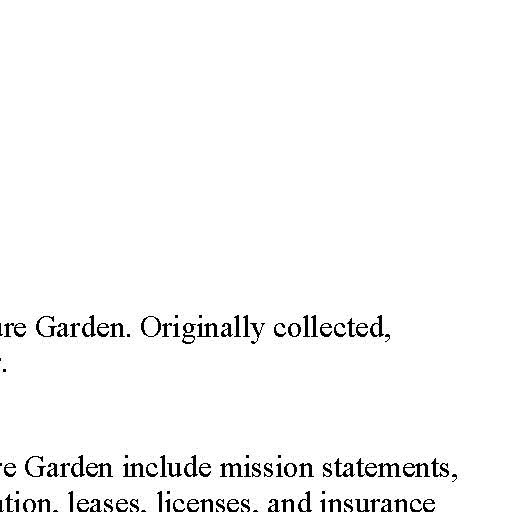 ure Garden. Originally collected,
.
re Garden include mission statements,
ation, leases, licenses, and insurance